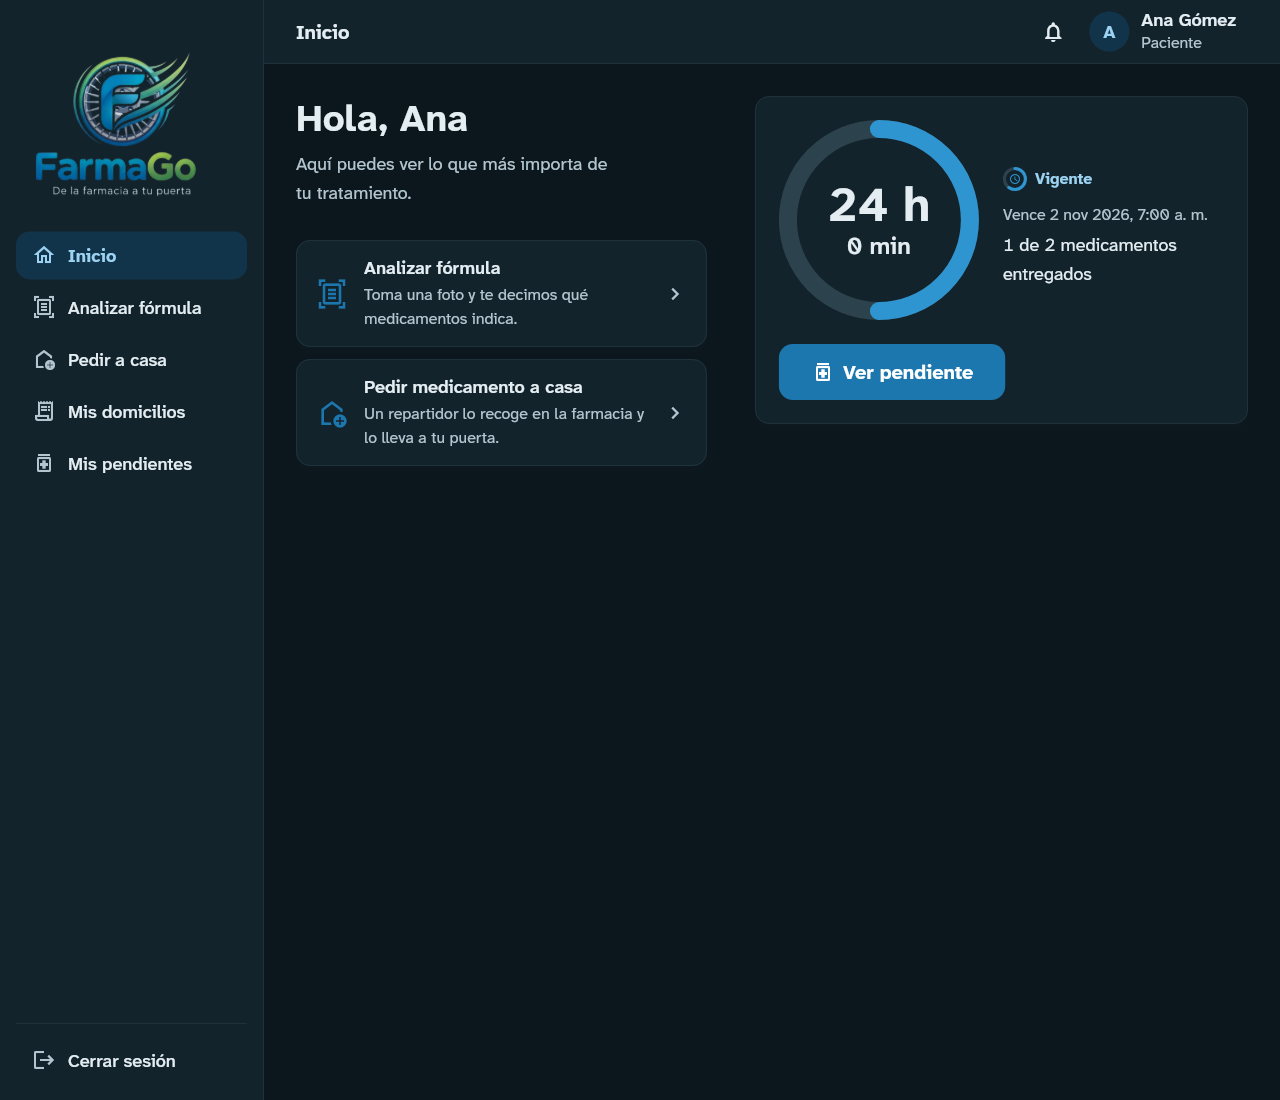 FarmaGo
De la farmacia a tu puerta
Inicio
Analizar fórmula
Pedir a casa
Mis domicilios
Mis pendientes
Cerrar sesión
Inicio
A
Ana Gómez
Paciente
Hola, Ana
Aquí puedes ver lo que más importa de
tu tratamiento.
Analizar fórmula
Toma una foto y te decimos qué
medicamentos indica.
Pedir medicamento a casa
Un repartidor lo recoge en la farmacia y
lo lleva a tu puerta.
24 h
0 min
Vigente
Vence 2 nov 2026, 7:00 a. m.
1 de 2 medicamentos
entregados
Ver pendiente